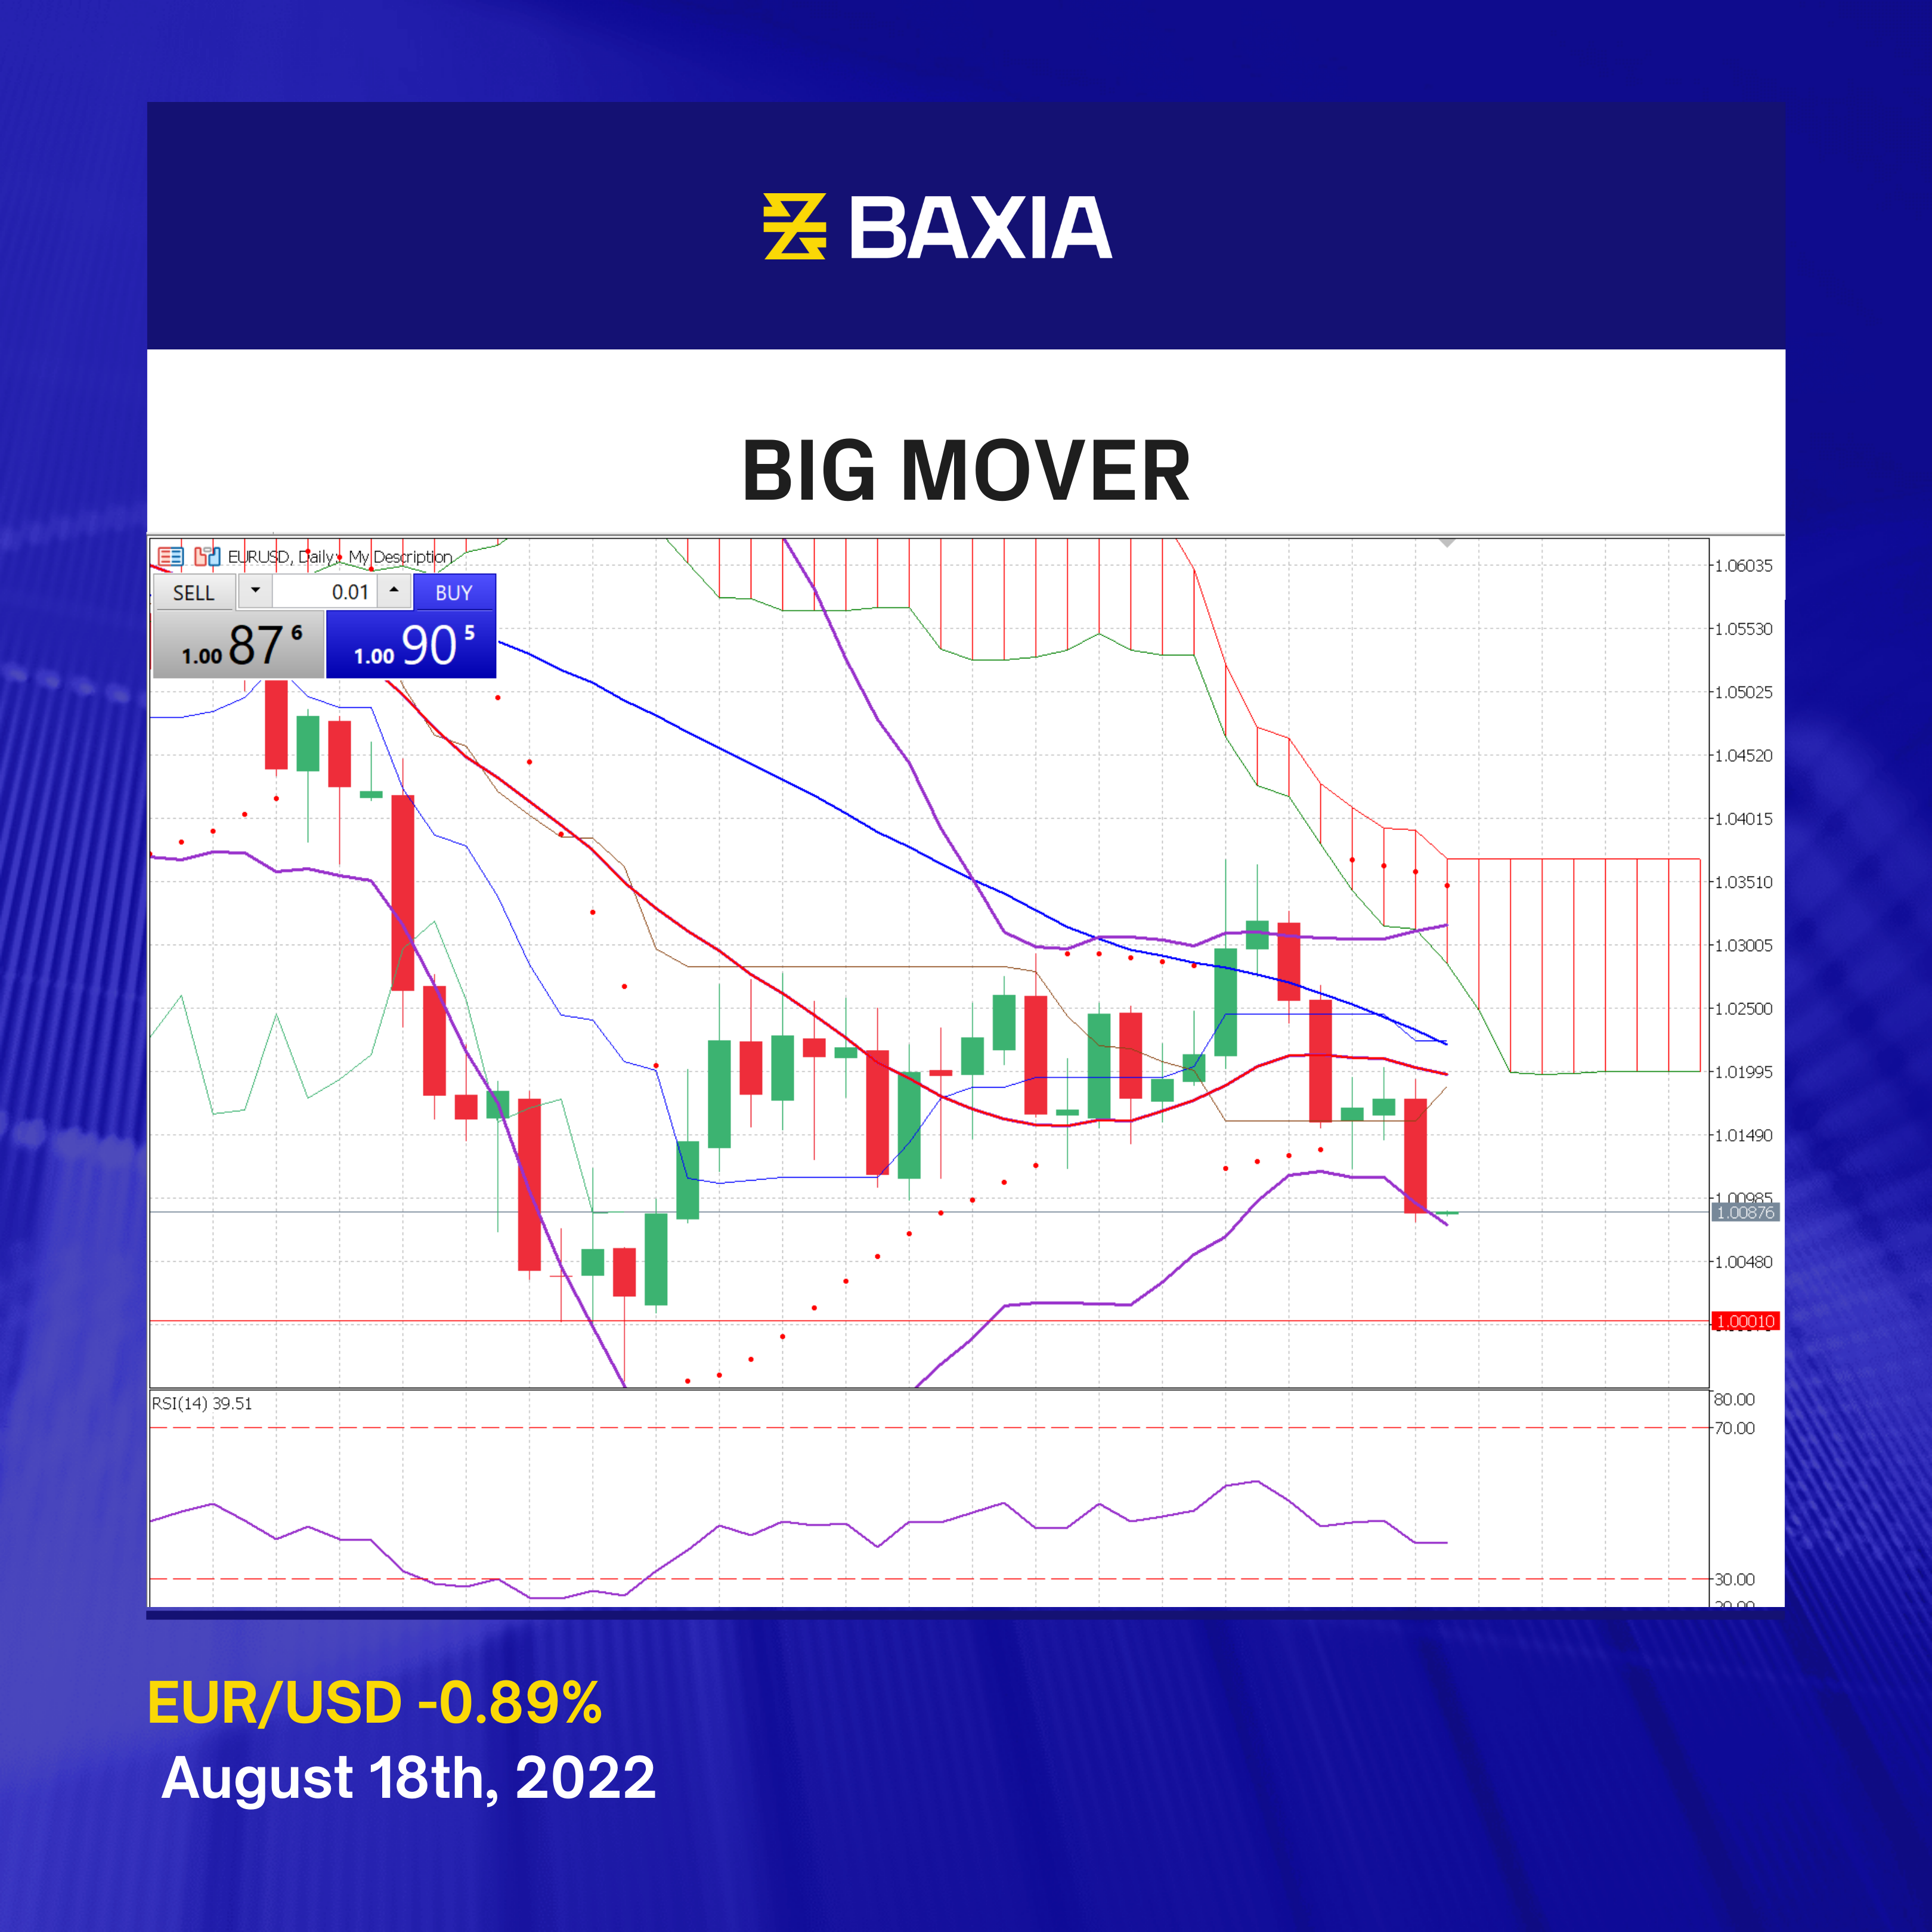 BAXIA
BIG MOVER
EURUSD, Daily: My Description
SELL 0.01 BUY
1.00 87 6 1.00 90 5
1.06035
1.05530
1.05025
1.04520
1.04015
1.03510
1.03005
1.02500
1.01995
1.01490
1.00985
1.00876
1.00480
1.00010
RSI(14) 39.51
80.00
70.00
30.00
EUR/USD -0.89%
August 18th, 2022